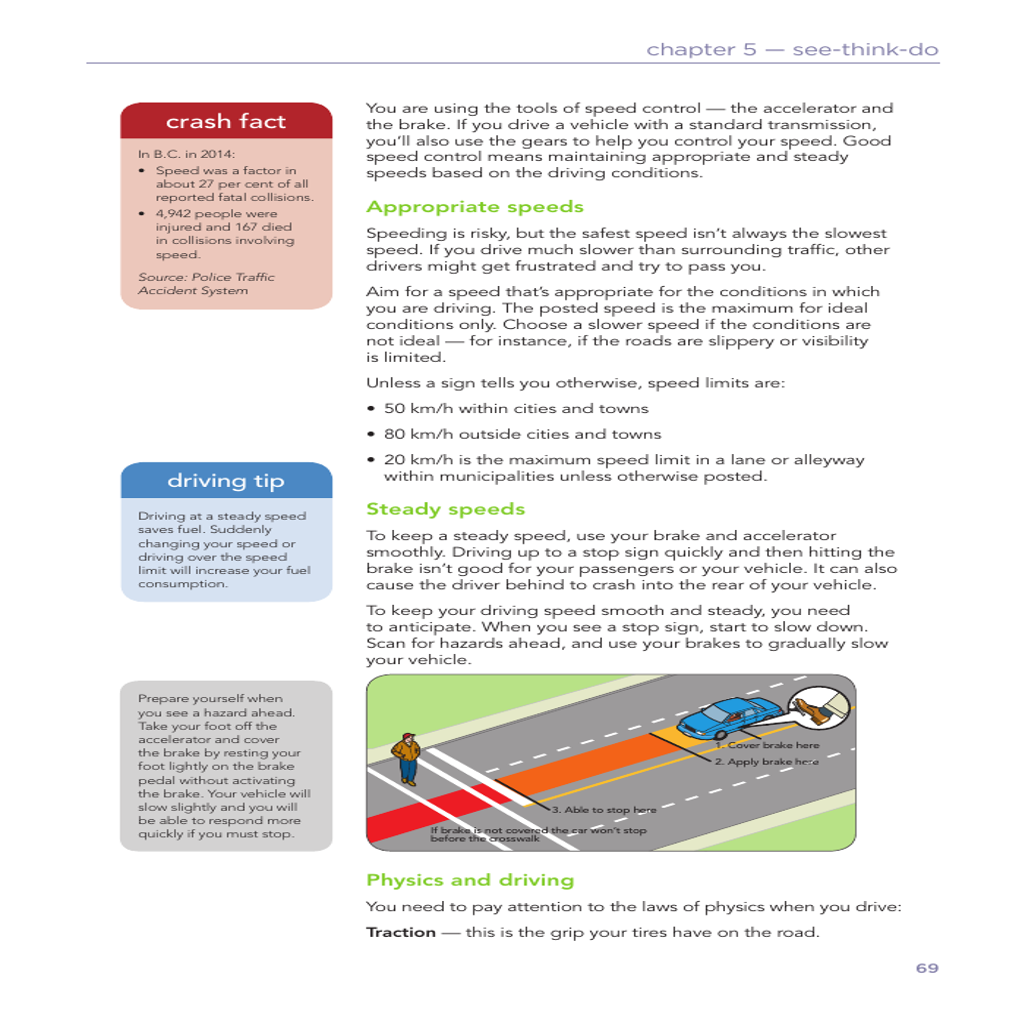 chapter 5 — see-think-do
crash fact
In B.C. in 2014:
• Speed was a factor in
about 27 per cent of all
reported fatal collisions.
• 4,942 people were
injured and 167 died
in collisions involving
speed.
Source: Police Traffic
Accident System
You are using the tools of speed control — the accelerator and
the brake. If you drive a vehicle with a standard transmission,
you’ll also use the gears to help you control your speed. Good
speed control means maintaining appropriate and steady
speeds based on the driving conditions.
Appropriate speeds
Speeding is risky, but the safest speed isn’t always the slowest
speed. If you drive much slower than surrounding traffic, other
drivers might get frustrated and try to pass you.
Aim for a speed that’s appropriate for the conditions in which
you are driving. The posted speed is the maximum for ideal
conditions only. Choose a slower speed if the conditions are
not ideal — for instance, if the roads are slippery or visibility
is limited.
Unless a sign tells you otherwise, speed limits are:
• 50 km/h within cities and towns
• 80 km/h outside cities and towns
• 20 km/h is the maximum speed limit in a lane or alleyway
within municipalities unless otherwise posted.
driving tip
Driving at a steady speed
saves fuel. Suddenly
changing your speed or
driving over the speed
limit will increase your fuel
consumption.
Steady speeds
To keep a steady speed, use your brake and accelerator
smoothly. Driving up to a stop sign quickly and then hitting the
brake isn’t good for your passengers or your vehicle. It can also
cause the driver behind to crash into the rear of your vehicle.
To keep your driving speed smooth and steady, you need
to anticipate. When you see a stop sign, start to slow down.
Scan for hazards ahead, and use your brakes to gradually slow
your vehicle.
Prepare yourself when
you see a hazard ahead.
Take your foot off the
accelerator and cover
the brake by resting your
foot lightly on the brake
pedal without activating
the brake. Your vehicle will
slow slightly and you will
be able to respond more
quickly if you must stop.
1. Cover brake here
2. Apply brake here
3. Able to stop here
If brake is not covered the car won’t stop
before the crosswalk
Physics and driving
You need to pay attention to the laws of physics when you drive:
Traction — this is the grip your tires have on the road.
69